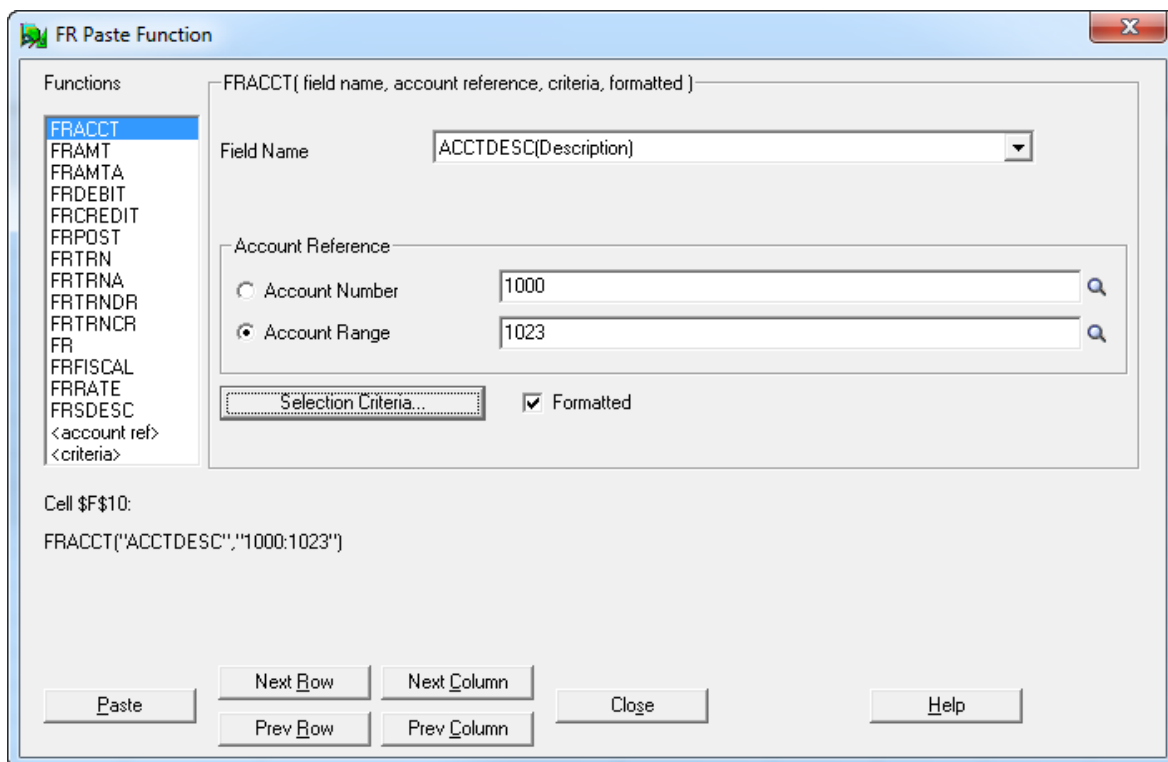 FR Paste Function
Functions
FRACCT( field name, account reference, criteria, formatted )
FRACCT
FRAMT
FRAMTA
FRDEBIT
FRCREDIT
FRPOST
FRTRN
FRTRNA
FRTRNDR
FRTRNCR
FR
FRFISCAL
FRRATE
FRSDESC
<account ref>
<criteria>
Field Name ACCTDESC(Description)
Account Reference
Account Number 1000
Account Range 1023
Selection Criteria... Formatted
Cell $F$10:
FRACCT("ACCTDESC","1000:1023")
Paste Next Row Next Column Close Help
Prev Row Prev Column